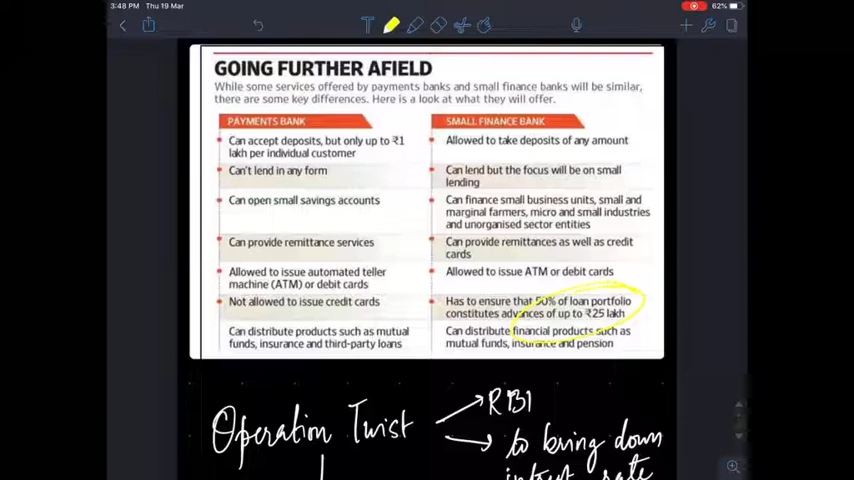 3:48 PM Thu 19 Mar
62%
GOING FURTHER AFIELD
While some services offered by payments banks and small finance banks will be similar,
there are some key differences. Here is a look at what they will offer.
PAYMENTS BANK
Can accept deposits, but only up to ₹1
lakh per individual customer
Can't lend in any form
Can open small savings accounts
Can provide remittance services
Allowed to issue automated teller
machine (ATM) or debit cards
Not allowed to issue credit cards
Can distribute products such as mutual
funds, insurance and third-party loans
SMALL FINANCE BANK
Allowed to take deposits of any amount
Can lend but the focus will be on small
lending
Can finance small business units, small and
marginal farmers, micro and small industries
and unorganised sector entities
Can provide remittances as well as credit
cards
Allowed to issue ATM or debit cards
Has to ensure that 50% of loan portfolio
constitutes advances of up to ₹25 lakh
Can distribute financial products such as
mutual funds, insurance and pension
Operation Twist
RBI
to bring down
interest rate